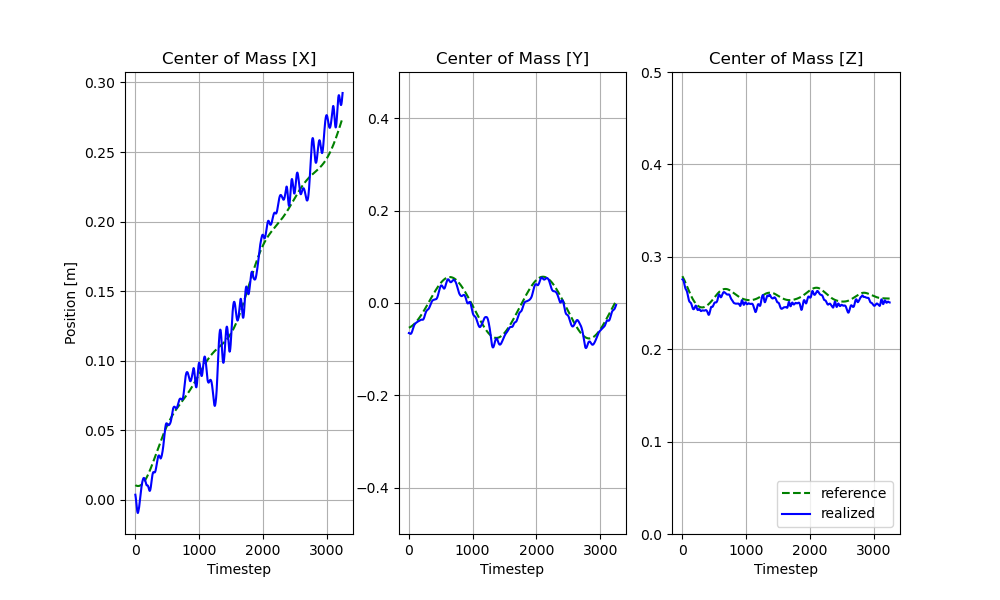 Center of Mass [X]
Center of Mass [Y]
Center of Mass [Z]
Position [m]
0.30
0.25
0.20
0.15
0.10
0.05
0.00
0 1000 2000 3000
Timestep
0.4
0.2
0.0
−0.2
−0.4
0 1000 2000 3000
Timestep
0.5
0.4
0.3
0.2
0.1
0.0
reference
realized
0 1000 2000 3000
Timestep